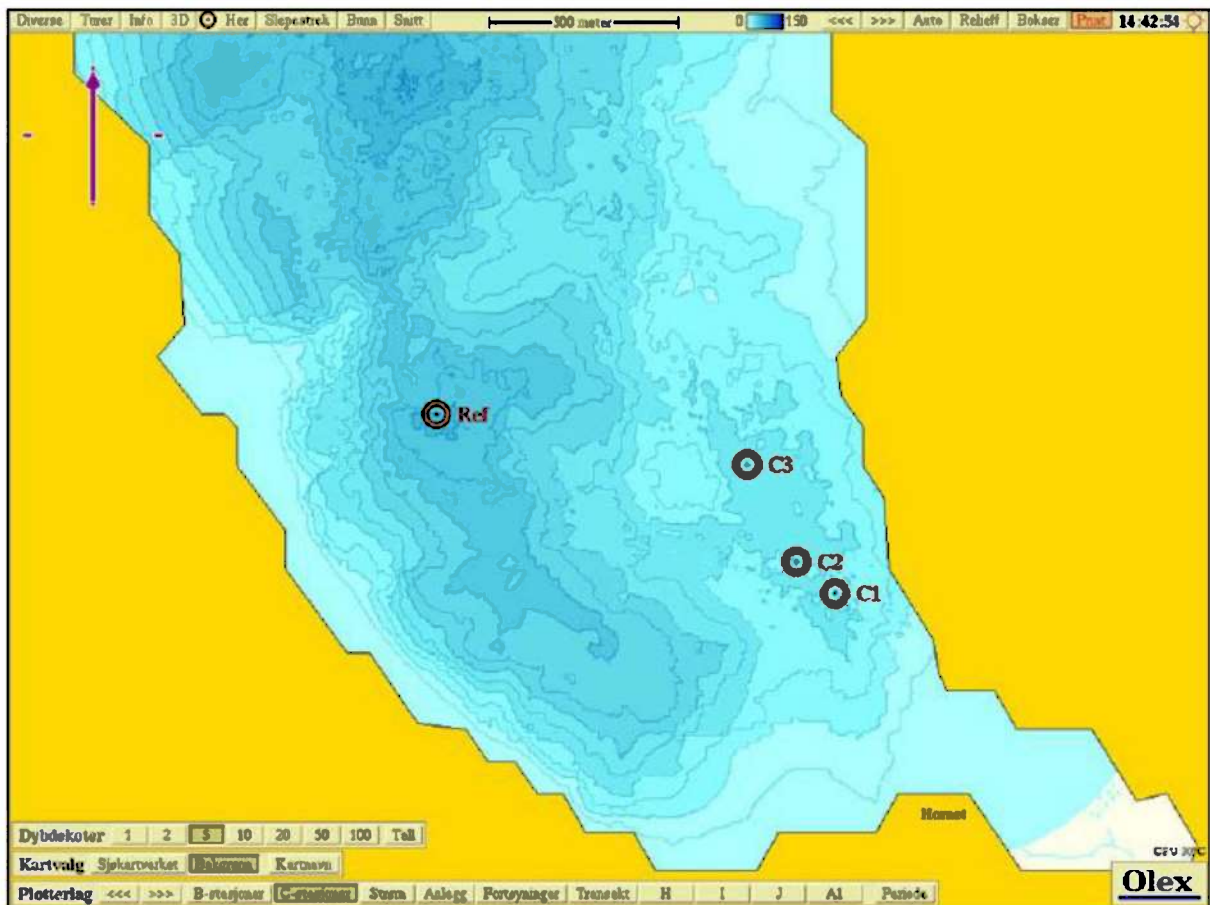 Diverse Turer Info 3D Her Slepestrek Bunn Snitt 500 meter 0 150 <<< >>> Auto Relieff Bokser 14:42:54
Ref
C3
C2
C1
Dybdekoter 1 2 5 10 20 50 100 Tall
Kartvalg Sjøkartverket Kartnavn
Plotterlag <<< >>> B-stasjoner C-stasjoner Strøm Anlegg Fortøyninger Transekt H I J A1 Periode
Olex